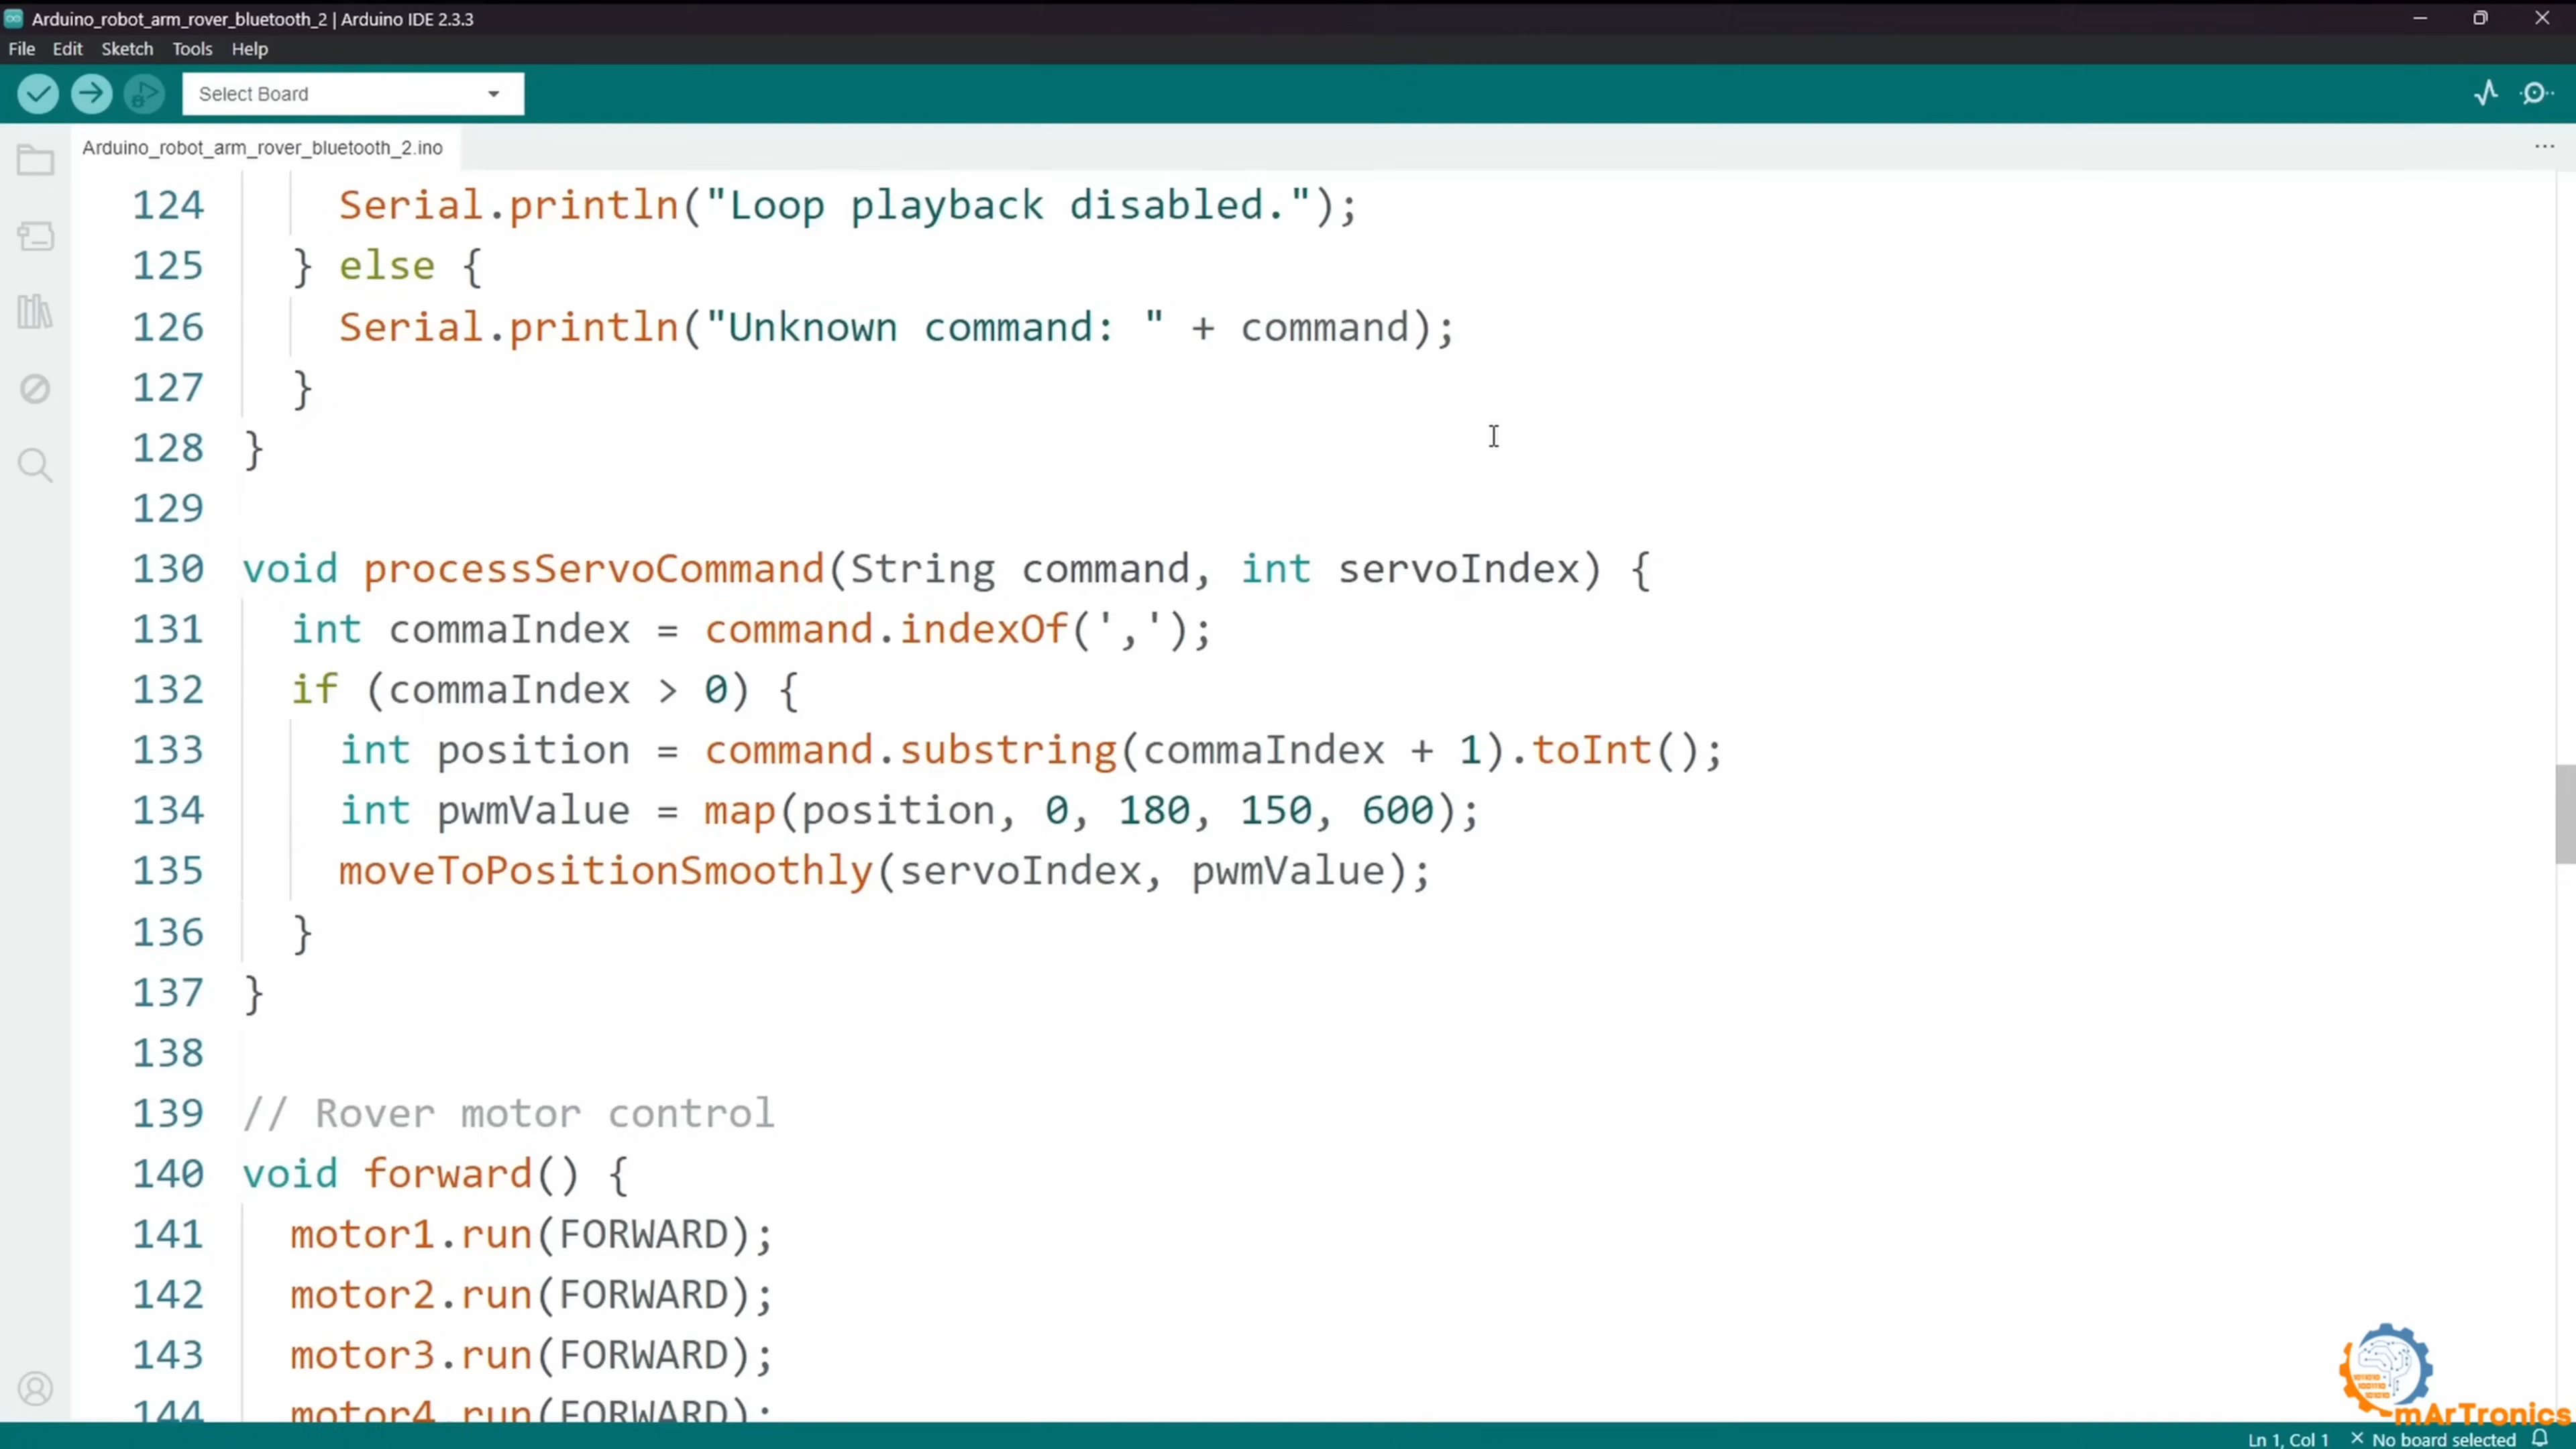 Arduino_robot_arm_rover_bluetooth_2 | Arduino IDE 2.3.3
File Edit Sketch Tools Help
Select Board
Arduino_robot_arm_rover_bluetooth_2.ino
124 Serial.println("Loop playback disabled.");
125 } else {
126 Serial.println("Unknown command: " + command);
127 }
128 }
129
130 void processServoCommand(String command, int servoIndex) {
131 int commaIndex = command.indexOf(',');
132 if (commaIndex > 0) {
133 int position = command.substring(commaIndex + 1).toInt();
134 int pwmValue = map(position, 0, 180, 150, 600);
135 moveToPositionSmoothly(servoIndex, pwmValue);
136 }
137 }
138
139 // Rover motor control
140 void forward() {
141 motor1.run(FORWARD);
142 motor2.run(FORWARD);
143 motor3.run(FORWARD);
144 motor4.run(FORWARD);
mArTronics
Ln 1, Col 1 × No board selected